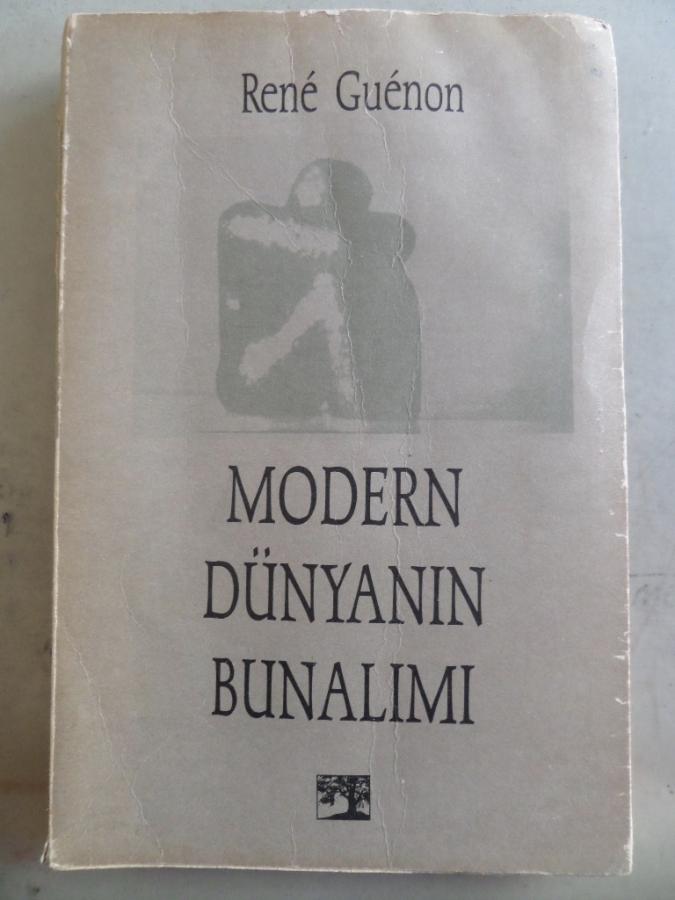 René Guénon
MODERN
DÜNYANIN
BUNALIMI